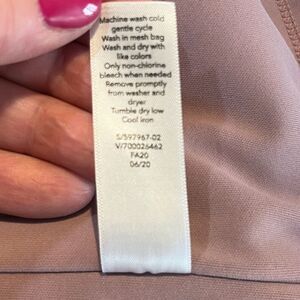 Machine wash cold
gentle cycle
Wash in mesh bag
Wash and dry with
like colors
Only non-chlorine
bleach when needed
Remove promptly
from washer and
dryer
Tumble dry low
Cool iron
S/597967-02
V/700026462
FA20
06/20